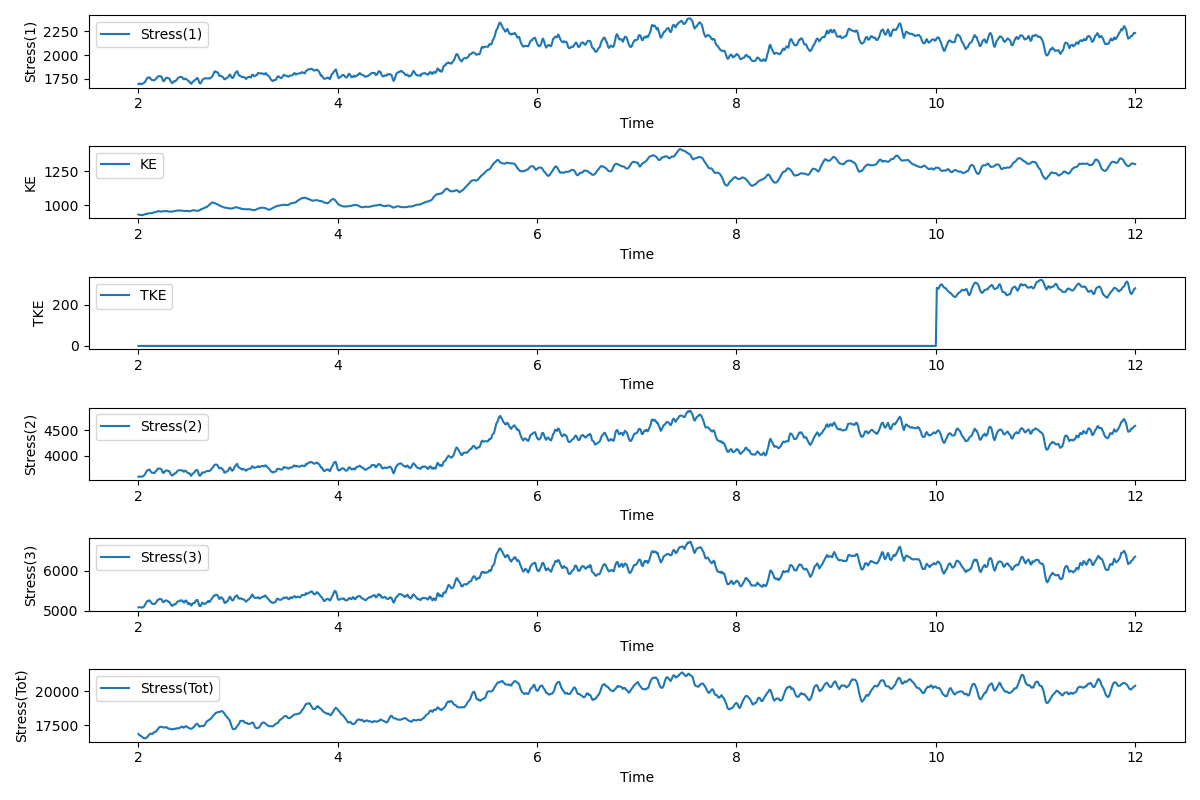 Stress(1)
2250
2000
1750
Stress(1)
2 4 6 8 10 12
Time
KE
1250
1000
KE
2 4 6 8 10 12
Time
TKE
200
0
TKE
2 4 6 8 10 12
Time
Stress(2)
4500
4000
Stress(2)
2 4 6 8 10 12
Time
Stress(3)
6000
5000
Stress(3)
2 4 6 8 10 12
Time
Stress(Tot)
20000
17500
Stress(Tot)
2 4 6 8 10 12
Time